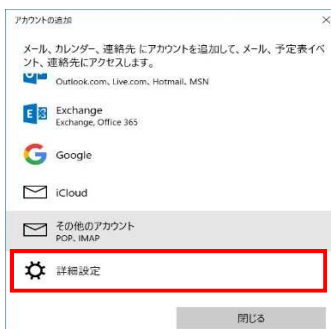 アカウントの追加
メール、カレンダー、連絡先 にアカウントを追加して、メール、予定表イベ
ント、連絡先にアクセスします。
Outlook.com、Live.com、Hotmail、MSN
Exchange
Exchange、Office 365
Google
iCloud
その他のアカウント
POP、IMAP
詳細設定
閉じる